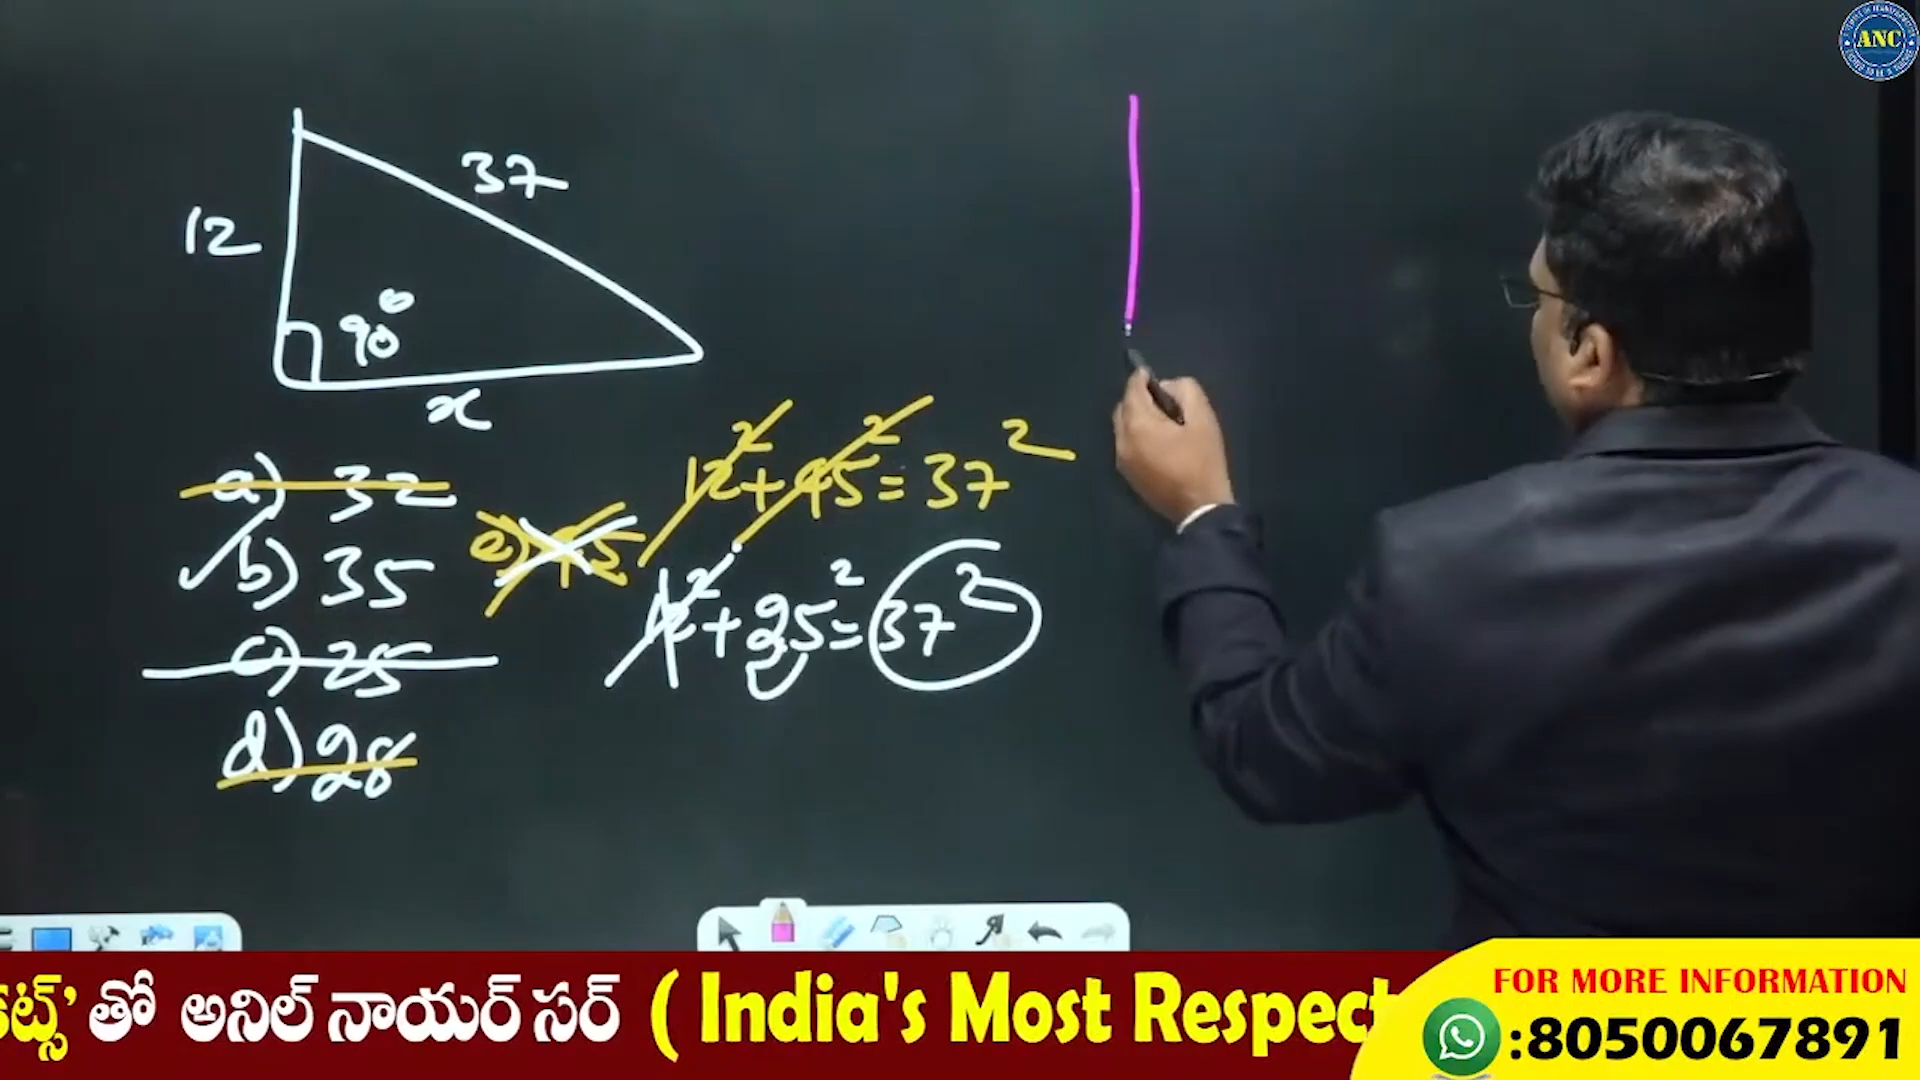 ANC
37
12
90°
x
a) 32
b) 35
c) 25
d) 28
e) 45
12² + 45² = 37²
12² + 25² = 37²
తో అనిల్ నాయర్ సర్ ( India's Most Respect
FOR MORE INFORMATION
:8050067891